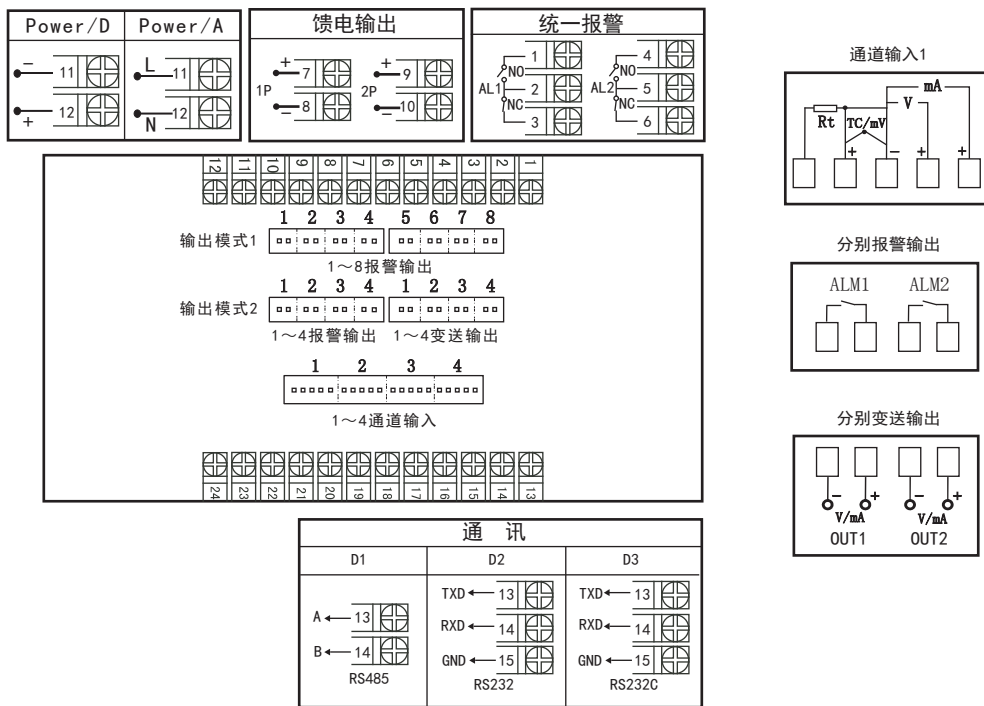 Power/D Power/A
- 11
+ 12
L 11
N 12
馈电输出
1P + 7
- 8
2P + 9
- 10
统一报警
1
NO
AL1 2
NC
3
4
NO
AL2 5
NC
6
通道输入1
mA
V
Rt TC/mV
+ - + +
12 11 10 9 8 7 6 5 4 3 2 1
1 2 3 4 5 6 7 8
输出模式1
1～8报警输出
1 2 3 4 1 2 3 4
输出模式2
1～4报警输出 1～4变送输出
1 2 3 4
1～4通道输入
24 23 22 21 20 19 18 17 16 15 14 13
分别报警输出
ALM1 ALM2
分别变送输出
- + - +
V/mA V/mA
OUT1 OUT2
通 讯
D1 D2 D3
A 13
B 14
RS485
TXD 13
RXD 14
GND 15
RS232
TXD 13
RXD 14
GND 15
RS232C